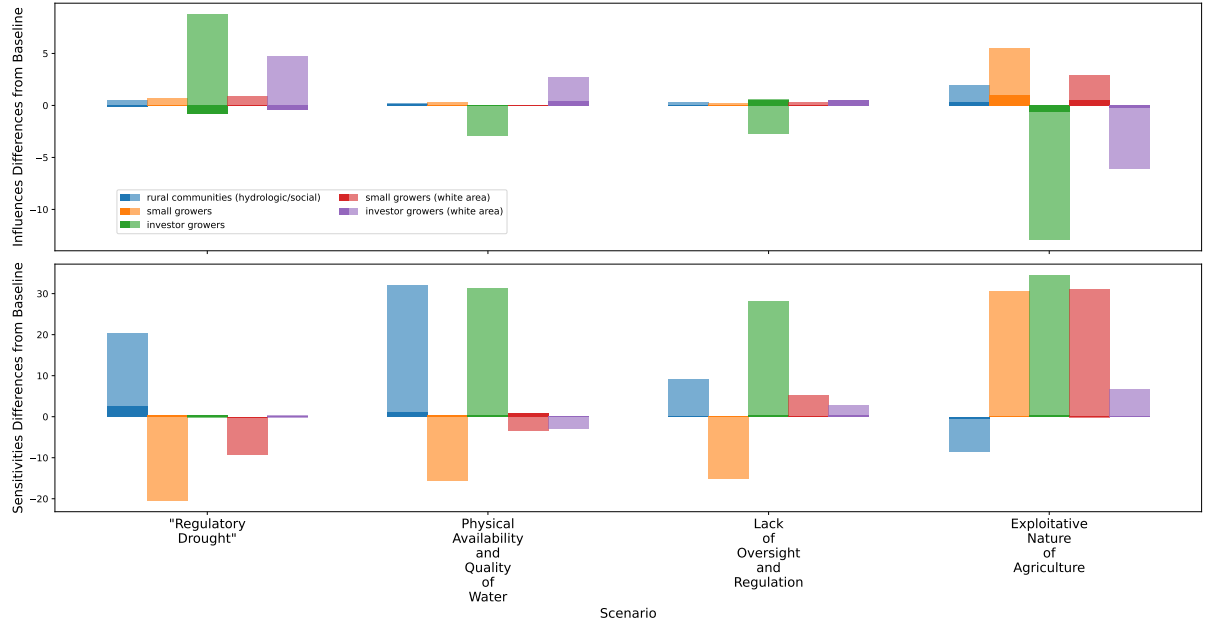 Influences Differences from Baseline
5
0
−5
−10
rural communities (hydrologic/social)
small growers
investor growers
small growers (white area)
investor growers (white area)
Sensitivities Differences from Baseline
30
20
10
0
−10
−20
"Regulatory
Drought"
Physical
Availability
and
Quality
of
Water
Lack
of
Oversight
and
Regulation
Exploitative
Nature
of
Agriculture
Scenario